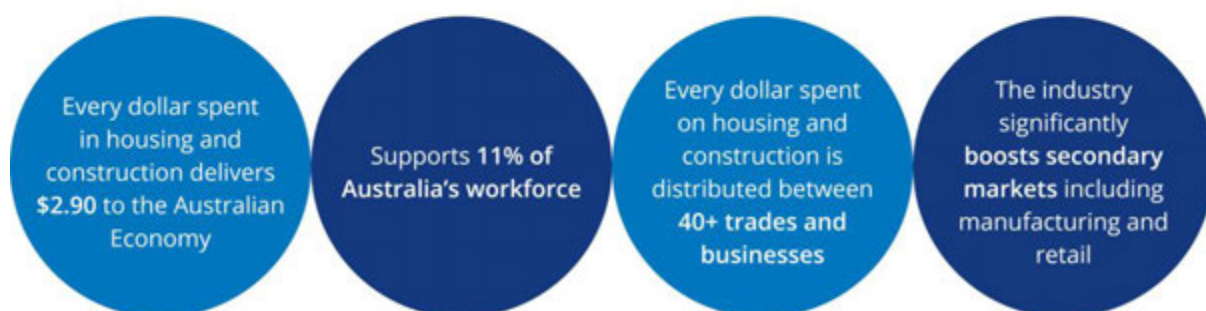 Every dollar spent
in housing and
construction delivers
$2.90 to the Australian
Economy
Supports 11% of
Australia's workforce
Every dollar spent
on housing and
construction is
distributed between
40+ trades and
businesses
The industry
significantly
boosts secondary
markets including
manufacturing and
retail